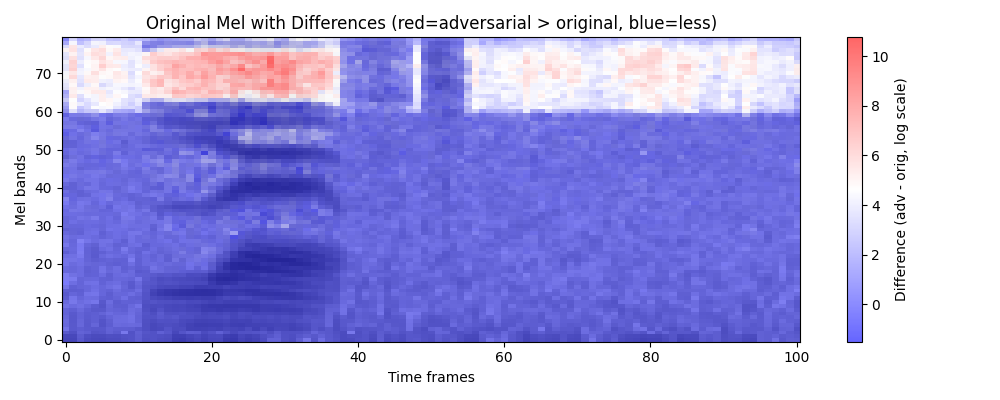 Original Mel with Differences (red=adversarial > original, blue=less)
Mel bands
70
60
50
40
30
20
10
0
0 20 40 60 80 100
Time frames
10
8
6
4
2
0
Difference (adv - orig, log scale)